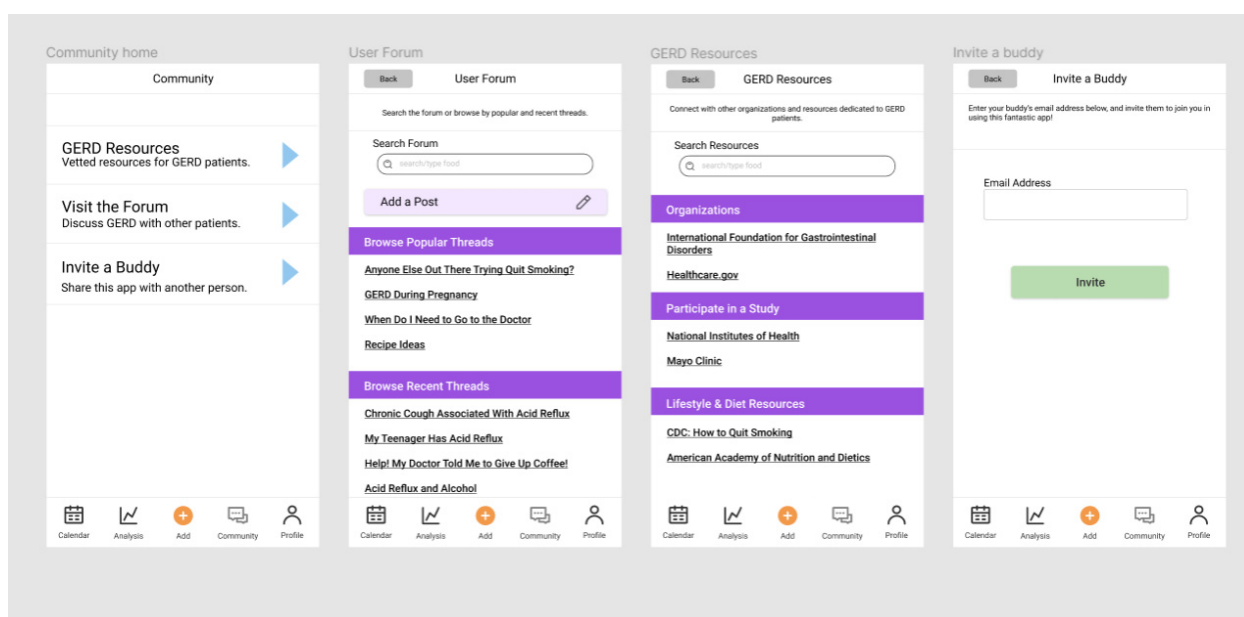 Community home
Community
GERD Resources
Vetted resources for GERD patients.
Visit the Forum
Discuss GERD with other patients.
Invite a Buddy
Share this app with another person.
Calendar
Analysis
Add
Community
Profile
User Forum
Back
User Forum
Search the forum or browse by popular and recent threads.
Search Forum
search/type food
Add a Post
Browse Popular Threads
Anyone Else Out There Trying Quit Smoking?
GERD During Pregnancy
When Do I Need to Go to the Doctor
Recipe Ideas
Browse Recent Threads
Chronic Cough Associated With Acid Reflux
My Teenager Has Acid Reflux
Help! My Doctor Told Me to Give Up Coffee!
Acid Reflux and Alcohol
Calendar
Analysis
Add
Community
Profile
GERD Resources
Back
GERD Resources
Connect with other organizations and resources dedicated to GERD
patients.
Search Resources
search/type food
Organizations
International Foundation for Gastrointestinal
Disorders
Healthcare.gov
Participate in a Study
National Institutes of Health
Mayo Clinic
Lifestyle & Diet Resources
CDC: How to Quit Smoking
American Academy of Nutrition and Dietics
Calendar
Analysis
Add
Community
Profile
Invite a buddy
Back
Invite a Buddy
Enter your buddy's email address below, and invite them to join you in
using this fantastic app!
Email Address
Invite
Calendar
Analysis
Add
Community
Profile